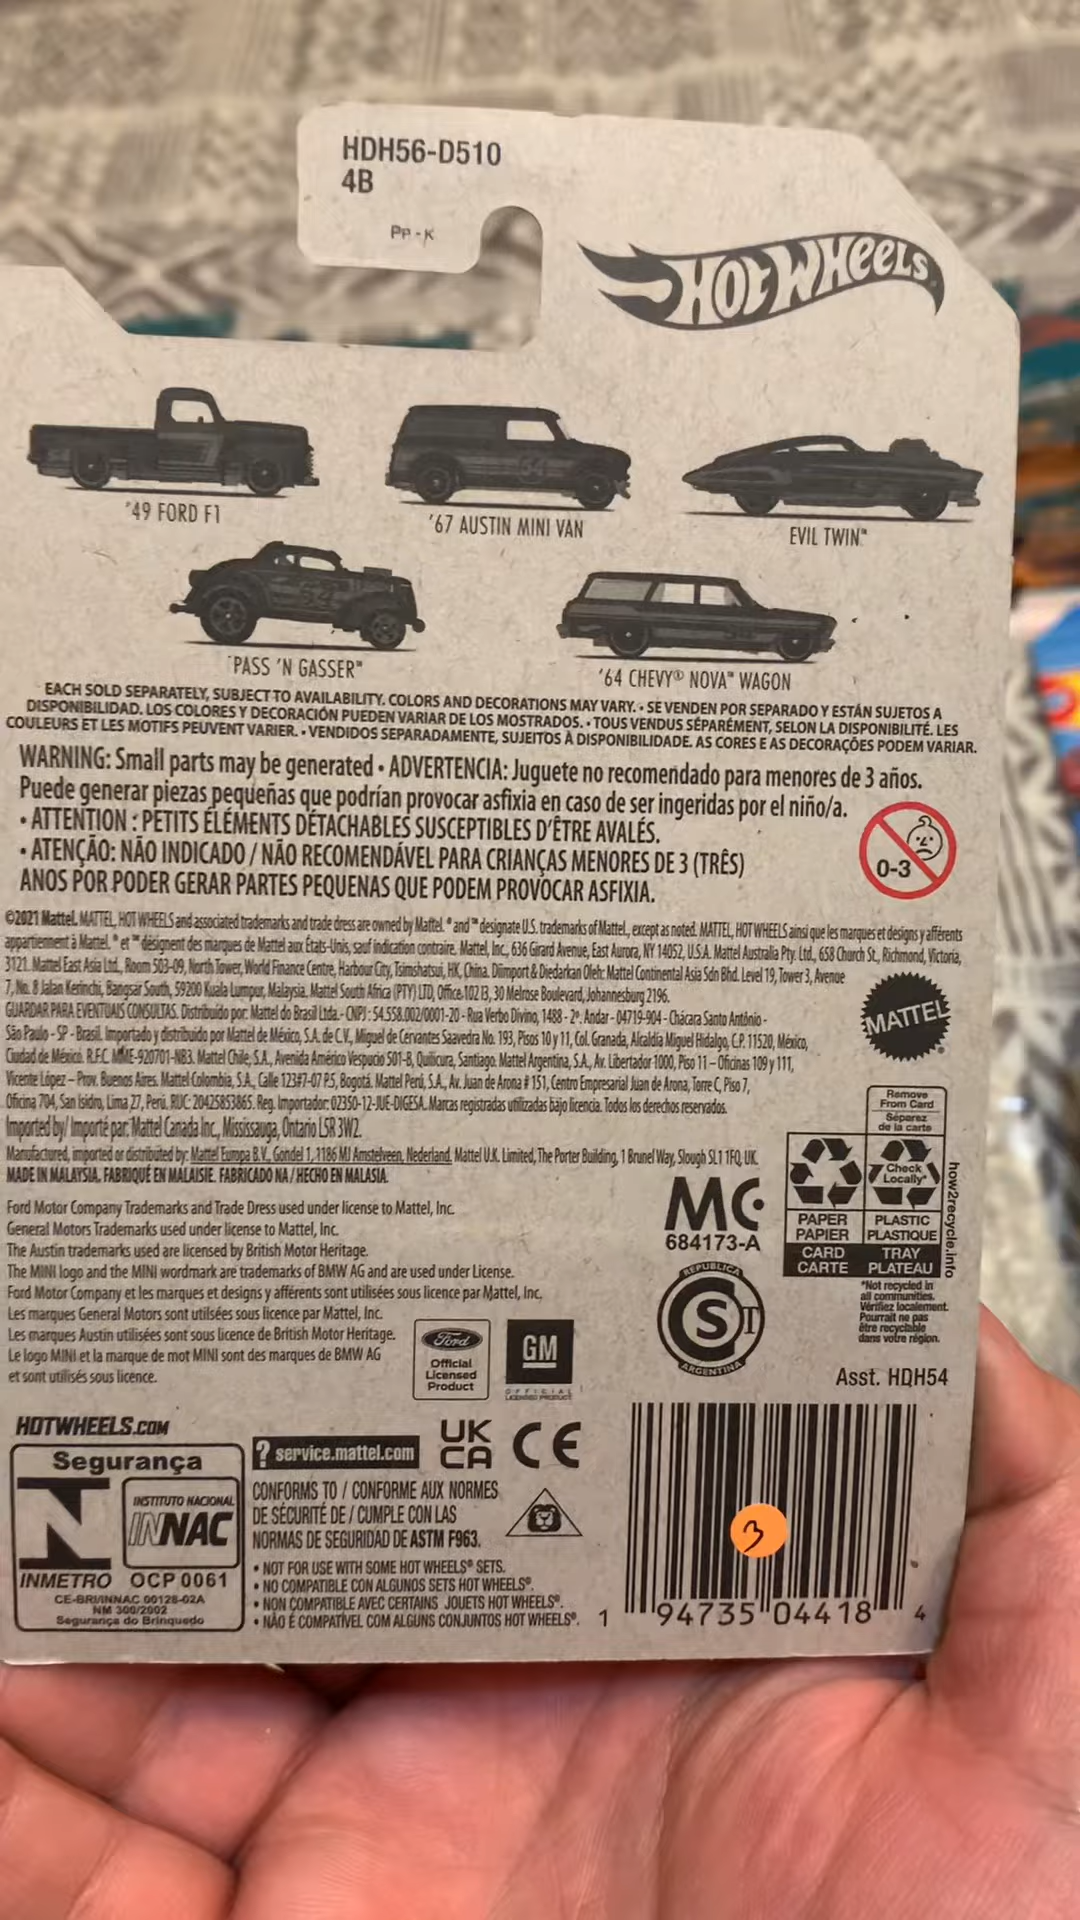 HDH56-D510
4B
PP-K
HOT WHEELS
'49 FORD F1
'67 AUSTIN MINI VAN
EVIL TWIN™
PASS 'N GASSER™
'64 CHEVY® NOVA™ WAGON
EACH SOLD SEPARATELY, SUBJECT TO AVAILABILITY. COLORS AND DECORATIONS MAY VARY. • SE VENDEN POR SEPARADO Y ESTÁN SUJETOS A
DISPONIBILIDAD. LOS COLORES Y DECORACIÓN PUEDEN VARIAR DE LOS MOSTRADOS. • TOUS VENDUS SÉPARÉMENT, SELON LA DISPONIBILITÉ. LES
COULEURS ET LES MOTIFS PEUVENT VARIER. • VENDIDOS SEPARADAMENTE, SUJEITOS À DISPONIBILIDADE. AS CORES E AS DECORAÇÕES PODEM VARIAR.
WARNING: Small parts may be generated • ADVERTENCIA: Juguete no recomendado para menores de 3 años.
Puede generar piezas pequeñas que podrían provocar asfixia en caso de ser ingeridas por el niño/a.
• ATTENTION : PETITS ÉLÉMENTS DÉTACHABLES SUSCEPTIBLES D'ÊTRE AVALÉS.
• ATENÇÃO: NÃO INDICADO / NÃO RECOMENDÁVEL PARA CRIANÇAS MENORES DE 3 (TRÊS)
ANOS POR PODER GERAR PARTES PEQUENAS QUE PODEM PROVOCAR ASFIXIA.
0-3
©2021 Mattel. MATTEL, HOT WHEELS and associated trademarks and trade dress are owned by Mattel. ® and ™ designate U.S. trademarks of Mattel, except as noted. MATTEL, HOT WHEELS ainsi que les marques et designs y afférents
appartiennent à Mattel. ® et ™ désignent des marques de Mattel aux États-Unis, sauf indication contraire. Mattel, Inc., 636 Girard Avenue, East Aurora, NY 14052, U.S.A. Mattel Australia Pty. Ltd., 658 Church St., Richmond, Victoria,
3121. Mattel East Asia Ltd., Room 503-09, North Tower, World Finance Centre, Harbour City, Tsimshatsui, HK, China. Diimport & Diedarkan Oleh: Mattel Continental Asia Sdn Bhd. Level 19, Tower 3, Avenue
7, No. 8 Jalan Kerinchi, Bangsar South, 59200 Kuala Lumpur, Malaysia. Mattel South Africa (PTY) LTD, Office 102 I3, 30 Melrose Boulevard, Johannesburg 2196.
GUARDAR PARA EVENTUAIS CONSULTAS. Distribuído por: Mattel do Brasil Ltda.- CNPJ : 54.558.002/0001-20 - Rua Verbo Divino, 1488 - 2º. Andar - 04719-904 - Chácara Santo Antônio -
São Paulo - SP - Brasil. Importado y distribuido por Mattel de México, S.A. de C.V., Miguel de Cervantes Saavedra No. 193, Pisos 10 y 11, Col. Granada, Alcaldía Miguel Hidalgo, C.P. 11520, México,
Ciudad de México. R.F.C. MME-920701-NB3. Mattel Chile, S.A., Avenida Américo Vespucio 501-B, Quilicura, Santiago. Mattel Argentina, S.A., Av. Libertador 1000, Piso 11 – Oficinas 109 y 111,
Vicente López – Prov. Buenos Aires. Mattel Colombia, S.A., Calle 123#7-07 P.5, Bogotá. Mattel Perú, S.A., Av. Juan de Arona # 151, Centro Empresarial Juan de Arona, Torre C, Piso 7,
Oficina 704, San Isidro, Lima 27, Perú. RUC: 20425853865. Reg. Importador: 02350-12-JUE-DIGESA. Marcas registradas utilizadas bajo licencia. Todos los derechos reservados.
Imported by/ Importé par: Mattel Canada Inc., Mississauga, Ontario L5R 3W2.
Manufactured, imported or distributed by: Mattel Europa B.V., Gondel 1, 1186 MJ Amstelveen, Nederland. Mattel U.K. Limited, The Porter Building, 1 Brunel Way, Slough SL1 1FQ, UK.
MADE IN MALAYSIA. FABRIQUÉ EN MALAISIE. FABRICADO NA / HECHO EN MALASIA.
MATTEL
Ford Motor Company Trademarks and Trade Dress used under license to Mattel, Inc.
General Motors Trademarks used under license to Mattel, Inc.
The Austin trademarks used are licensed by British Motor Heritage.
The MINI logo and the MINI wordmark are trademarks of BMW AG and are used under License.
Ford Motor Company et les marques et designs y afférents sont utilisées sous licence par Mattel, Inc.
Les marques General Motors sont utilsées sous licence par Mattel, Inc.
Les marques Austin utilisées sont sous licence de British Motor Heritage.
Le logo MINI et la marque de mot MINI sont des marques de BMW AG
et sont utilisés sous licence.
Ford
Official
Licensed
Product
GM
OFFICIAL
LICENSED PRODUCT
MC
684173-A
REPUBLICA
S T
ARGENTINA
Remove
From Card
Séparez
de la carte
Check
Locally*
PAPER
PAPIER
CARD
CARTE
PLASTIC
PLASTIQUE
TRAY
PLATEAU
how2recycle.info
*Not recycled in
all communities.
Vérifiez localement.
Pourrait ne pas
être recyclable
dans votre région.
Asst. HDH54
HOTWHEELS.COM
Segurança
INSTITUTO NACIONAL
INNAC
INMETRO OCP 0061
CE-BRI/INNAC 00128-02A
NM 300/2002
Segurança do Brinquedo
? service.mattel.com
UK
CA
CE
CONFORMS TO / CONFORME AUX NORMES
DE SÉCURITÉ DE / CUMPLE CON LAS
NORMAS DE SEGURIDAD DE ASTM F963.
• NOT FOR USE WITH SOME HOT WHEELS® SETS.
• NO COMPATIBLE CON ALGUNOS SETS HOT WHEELS®.
• NON COMPATIBLE AVEC CERTAINS JOUETS HOT WHEELS®.
• NÃO É COMPATÍVEL COM ALGUNS CONJUNTOS HOT WHEELS®.
3
1 94735 04418 4